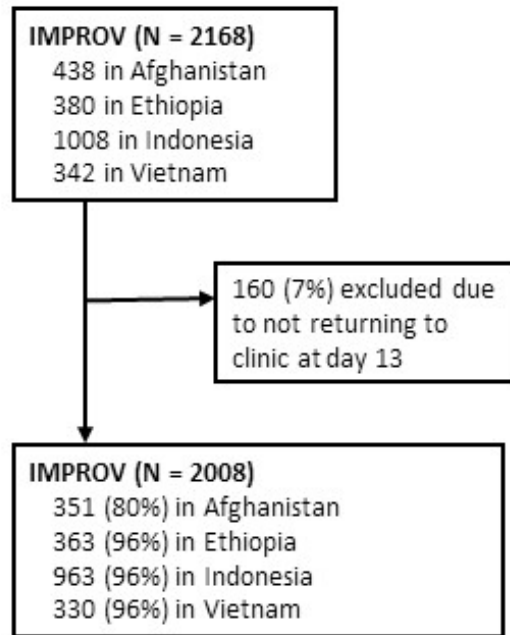 IMPROV (N = 2168)
438 in Afghanistan
380 in Ethiopia
1008 in Indonesia
342 in Vietnam
160 (7%) excluded due
to not returning to
clinic at day 13
IMPROV (N = 2008)
351 (80%) in Afghanistan
363 (96%) in Ethiopia
963 (96%) in Indonesia
330 (96%) in Vietnam